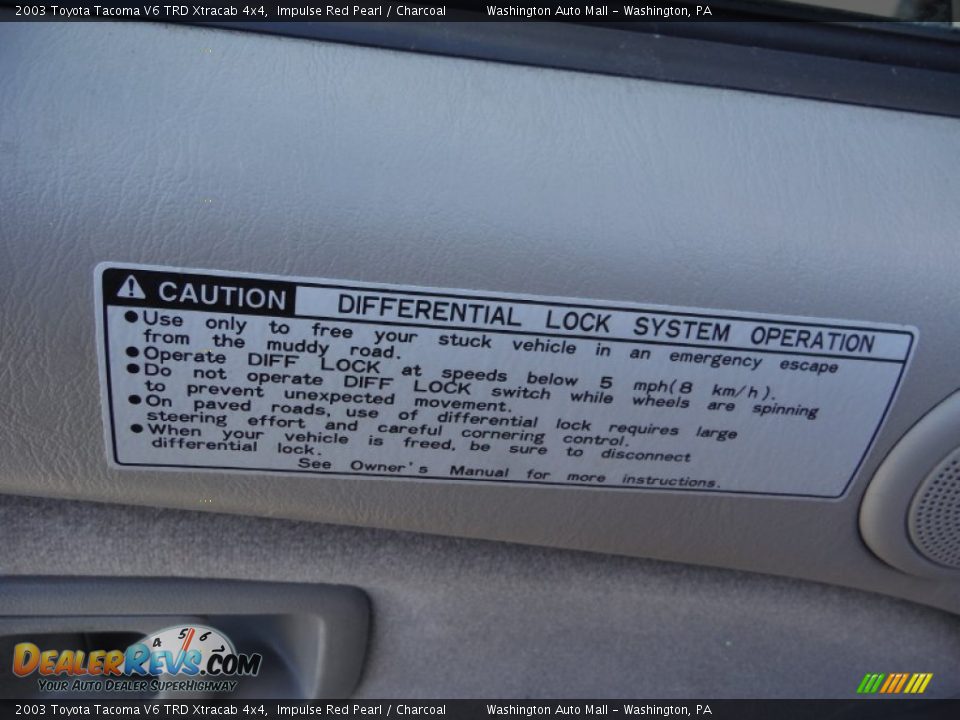 2003 Toyota Tacoma V6 TRD Xtracab 4x4,  Impulse Red Pearl / Charcoal     Washington Auto Mall - Washington, PA
CAUTION DIFFERENTIAL LOCK SYSTEM OPERATION
●Use only to free your stuck vehicle in an emergency escape
from the muddy road.
●Operate DIFF LOCK at speeds below 5 mph(8 km/h).
●Do not operate DIFF LOCK switch while wheels are spinning
to prevent unexpected movement.
●On paved roads, use of differential lock requires large
steering effort and careful cornering control.
●When your vehicle is freed, be sure to disconnect
differential lock.
See Owner's Manual for more instructions.
4 5 6 7
DEALERREVS.COM
YOUR AUTO DEALER SUPERHIGHWAY
2003 Toyota Tacoma V6 TRD Xtracab 4x4,  Impulse Red Pearl / Charcoal     Washington Auto Mall - Washington, PA